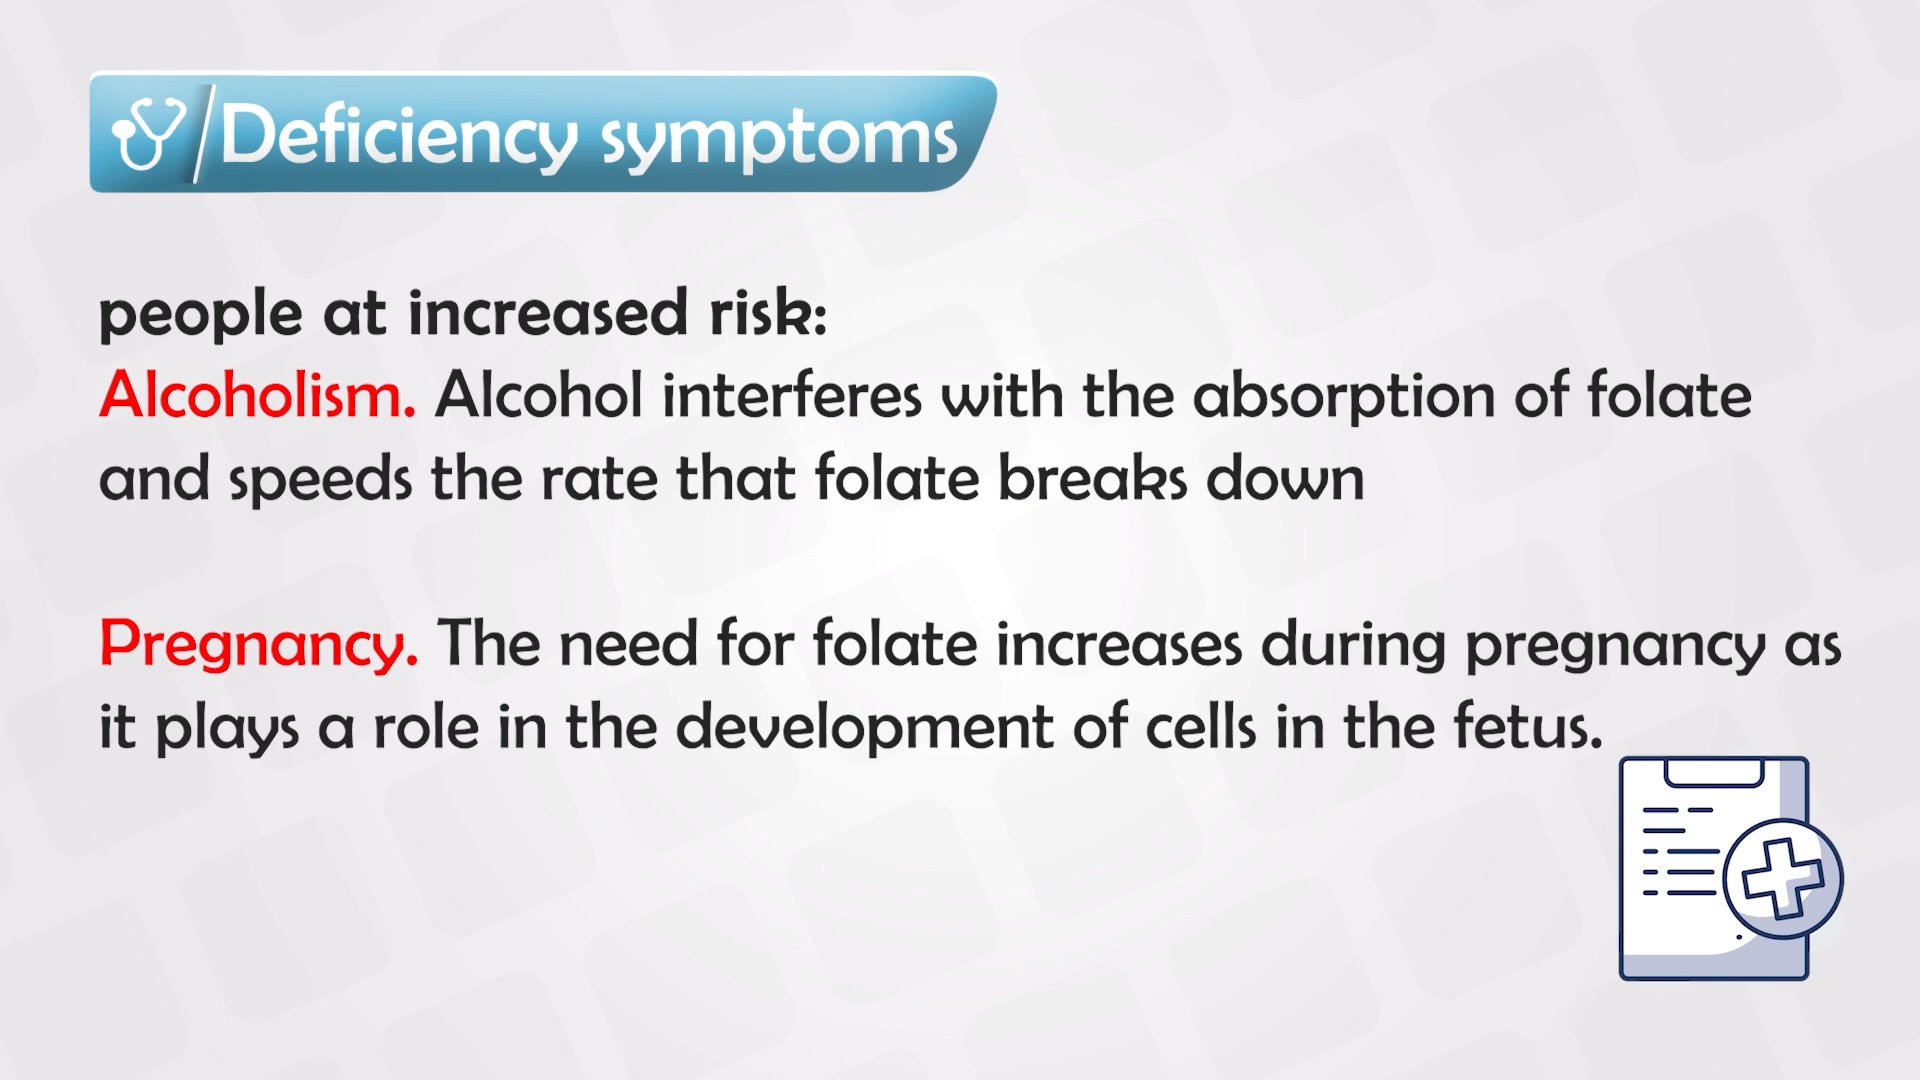 Deficiency symptoms
people at increased risk:
Alcoholism. Alcohol interferes with the absorption of folate
and speeds the rate that folate breaks down
Pregnancy. The need for folate increases during pregnancy as
it plays a role in the development of cells in the fetus.